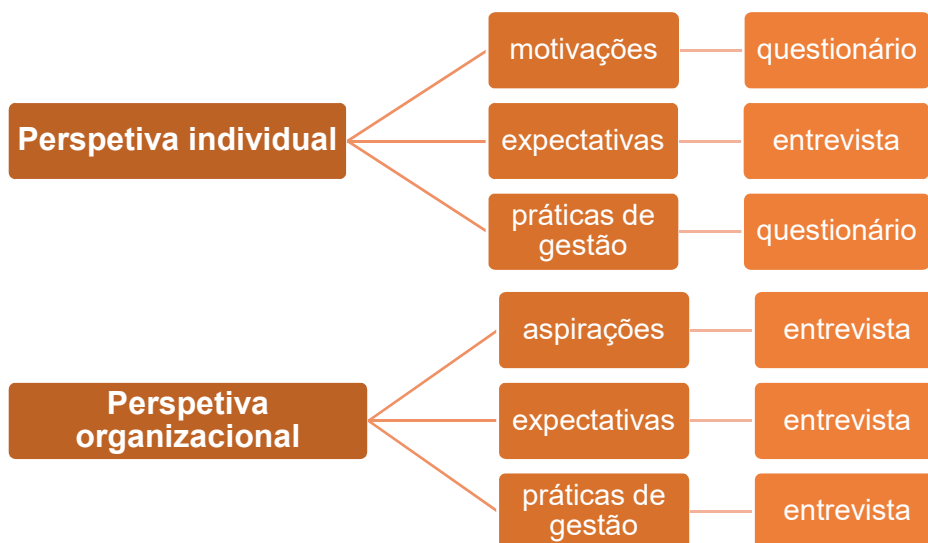 motivações
questionário
Perspetiva individual
expectativas
entrevista
práticas de
gestão
questionário
aspirações
entrevista
Perspetiva
organizacional
expectativas
entrevista
práticas de
gestão
entrevista